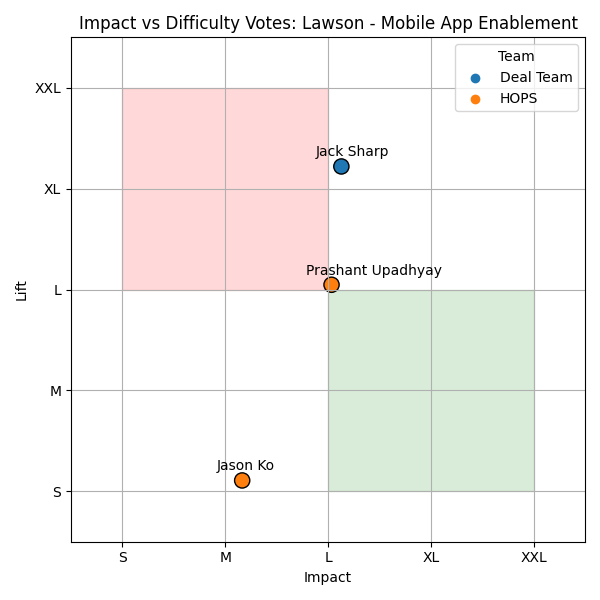 Impact vs Difficulty Votes: Lawson - Mobile App Enablement
Team
Deal Team
HOPS
XXL
XL
L
M
S
Lift
Jack Sharp
Prashant Upadhyay
Jason Ko
S
M
L
XL
XXL
Impact